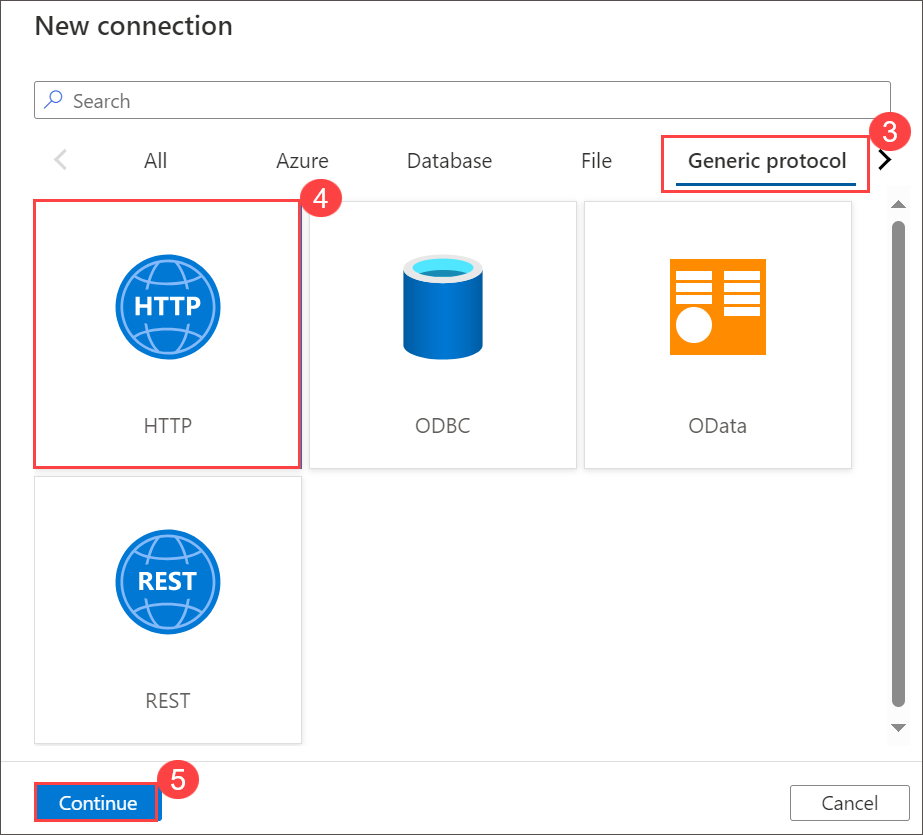 New connection
Search
3
All Azure Database File Generic protocol
4
HTTP
HTTP ODBC OData
REST
REST
5
Continue Cancel